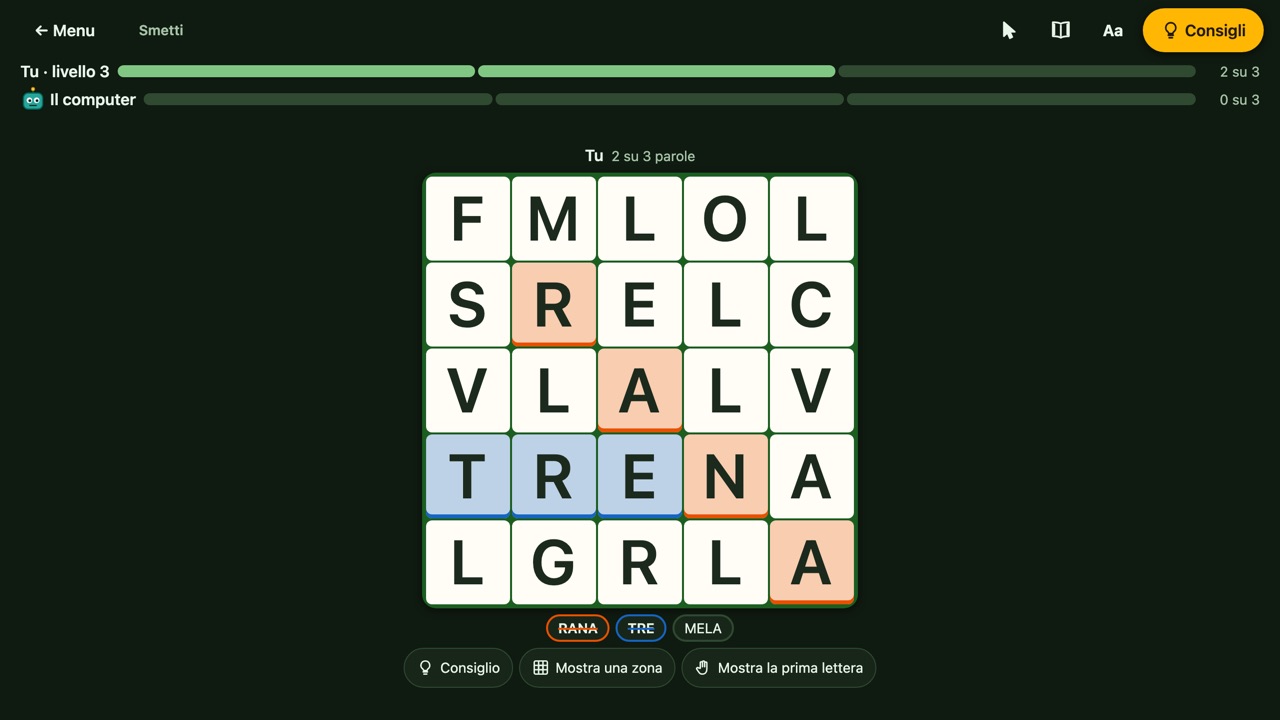 Menu Smetti Aa Consigli
Tu · livello 3 2 su 3
Il computer 0 su 3
Tu 2 su 3 parole
F M L O L
S R E L C
V L A L V
T R E N A
L G R L A
RANA TRE MELA
Consiglio Mostra una zona Mostra la prima lettera